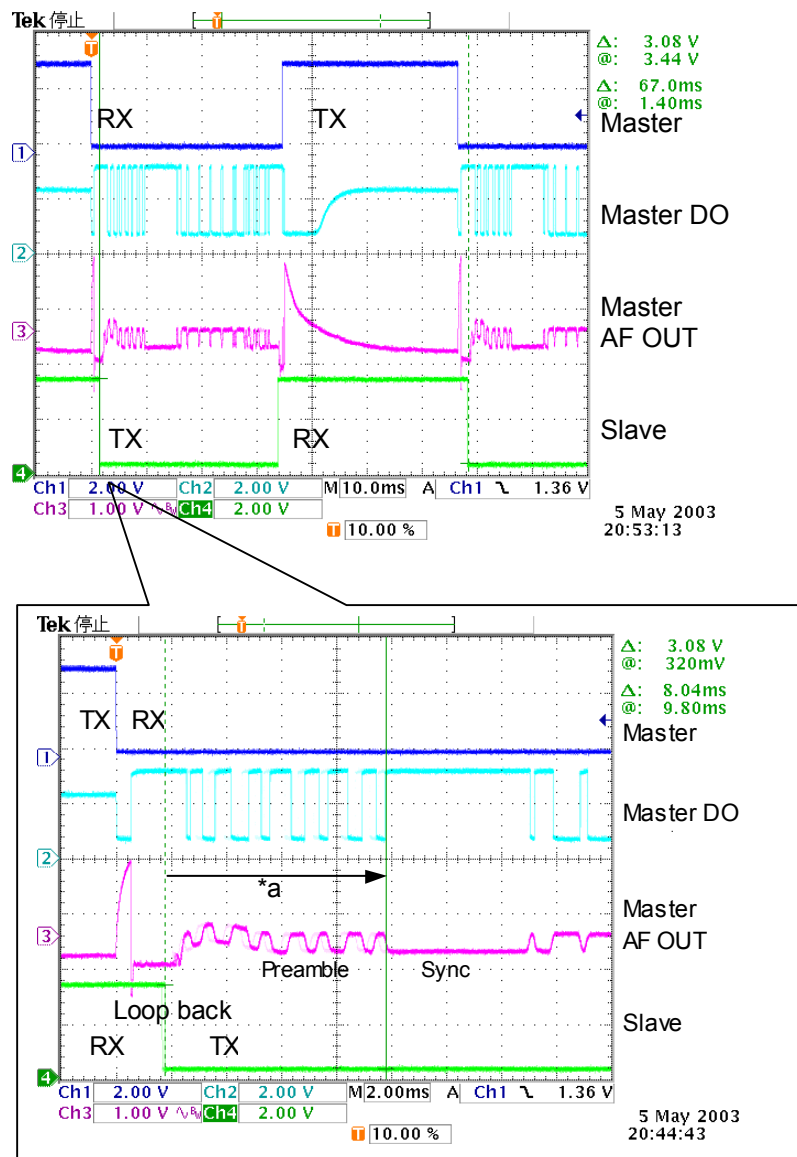 Tek 停止
T
T
Δ: 3.08 V
@: 3.44 V
Δ: 67.0ms
@: 1.40ms
RX
TX
Master
1
Master DO
2
Master
AF OUT
3
TX
RX
Slave
4
Ch1 2.00 V Ch2 2.00 V M 10.0ms A Ch1 1.36 V
Ch3 1.00 V BW Ch4 2.00 V
5 May 2003
20:53:13
T 10.00 %
Tek 停止
T
T
Δ: 3.08 V
@: 320mV
Δ: 8.04ms
@: 9.80ms
TX RX
Master
1
Master DO
2
*a
Master
AF OUT
3
Preamble Sync
Loop back
Slave
RX TX
4
Ch1 2.00 V Ch2 2.00 V M 2.00ms A Ch1 1.36 V
Ch3 1.00 V BW Ch4 2.00 V
5 May 2003
20:44:43
T 10.00 %